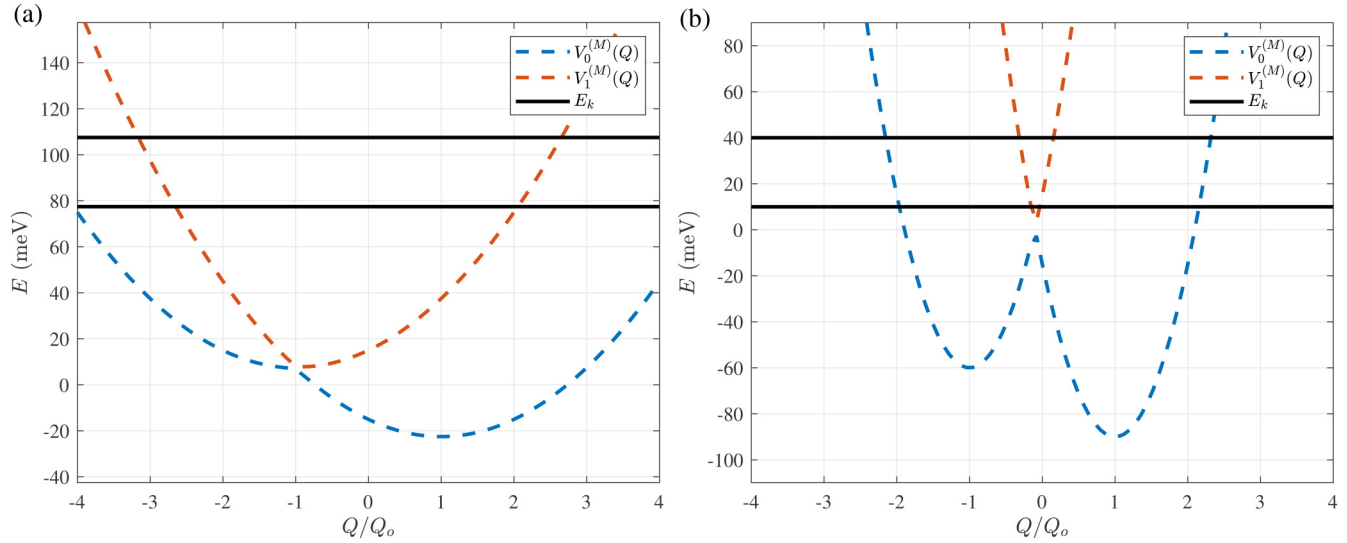 (a)
140
120
100
80
60
40
20
0
-20
-40
E (meV)
-4 -3 -2 -1 0 1 2 3 4
Q/Q_o
V_0^{(M)}(Q)
V_1^{(M)}(Q)
E_k
(b)
80
60
40
20
0
-20
-40
-60
-80
-100
E (meV)
-4 -3 -2 -1 0 1 2 3 4
Q/Q_o
V_0^{(M)}(Q)
V_1^{(M)}(Q)
E_k